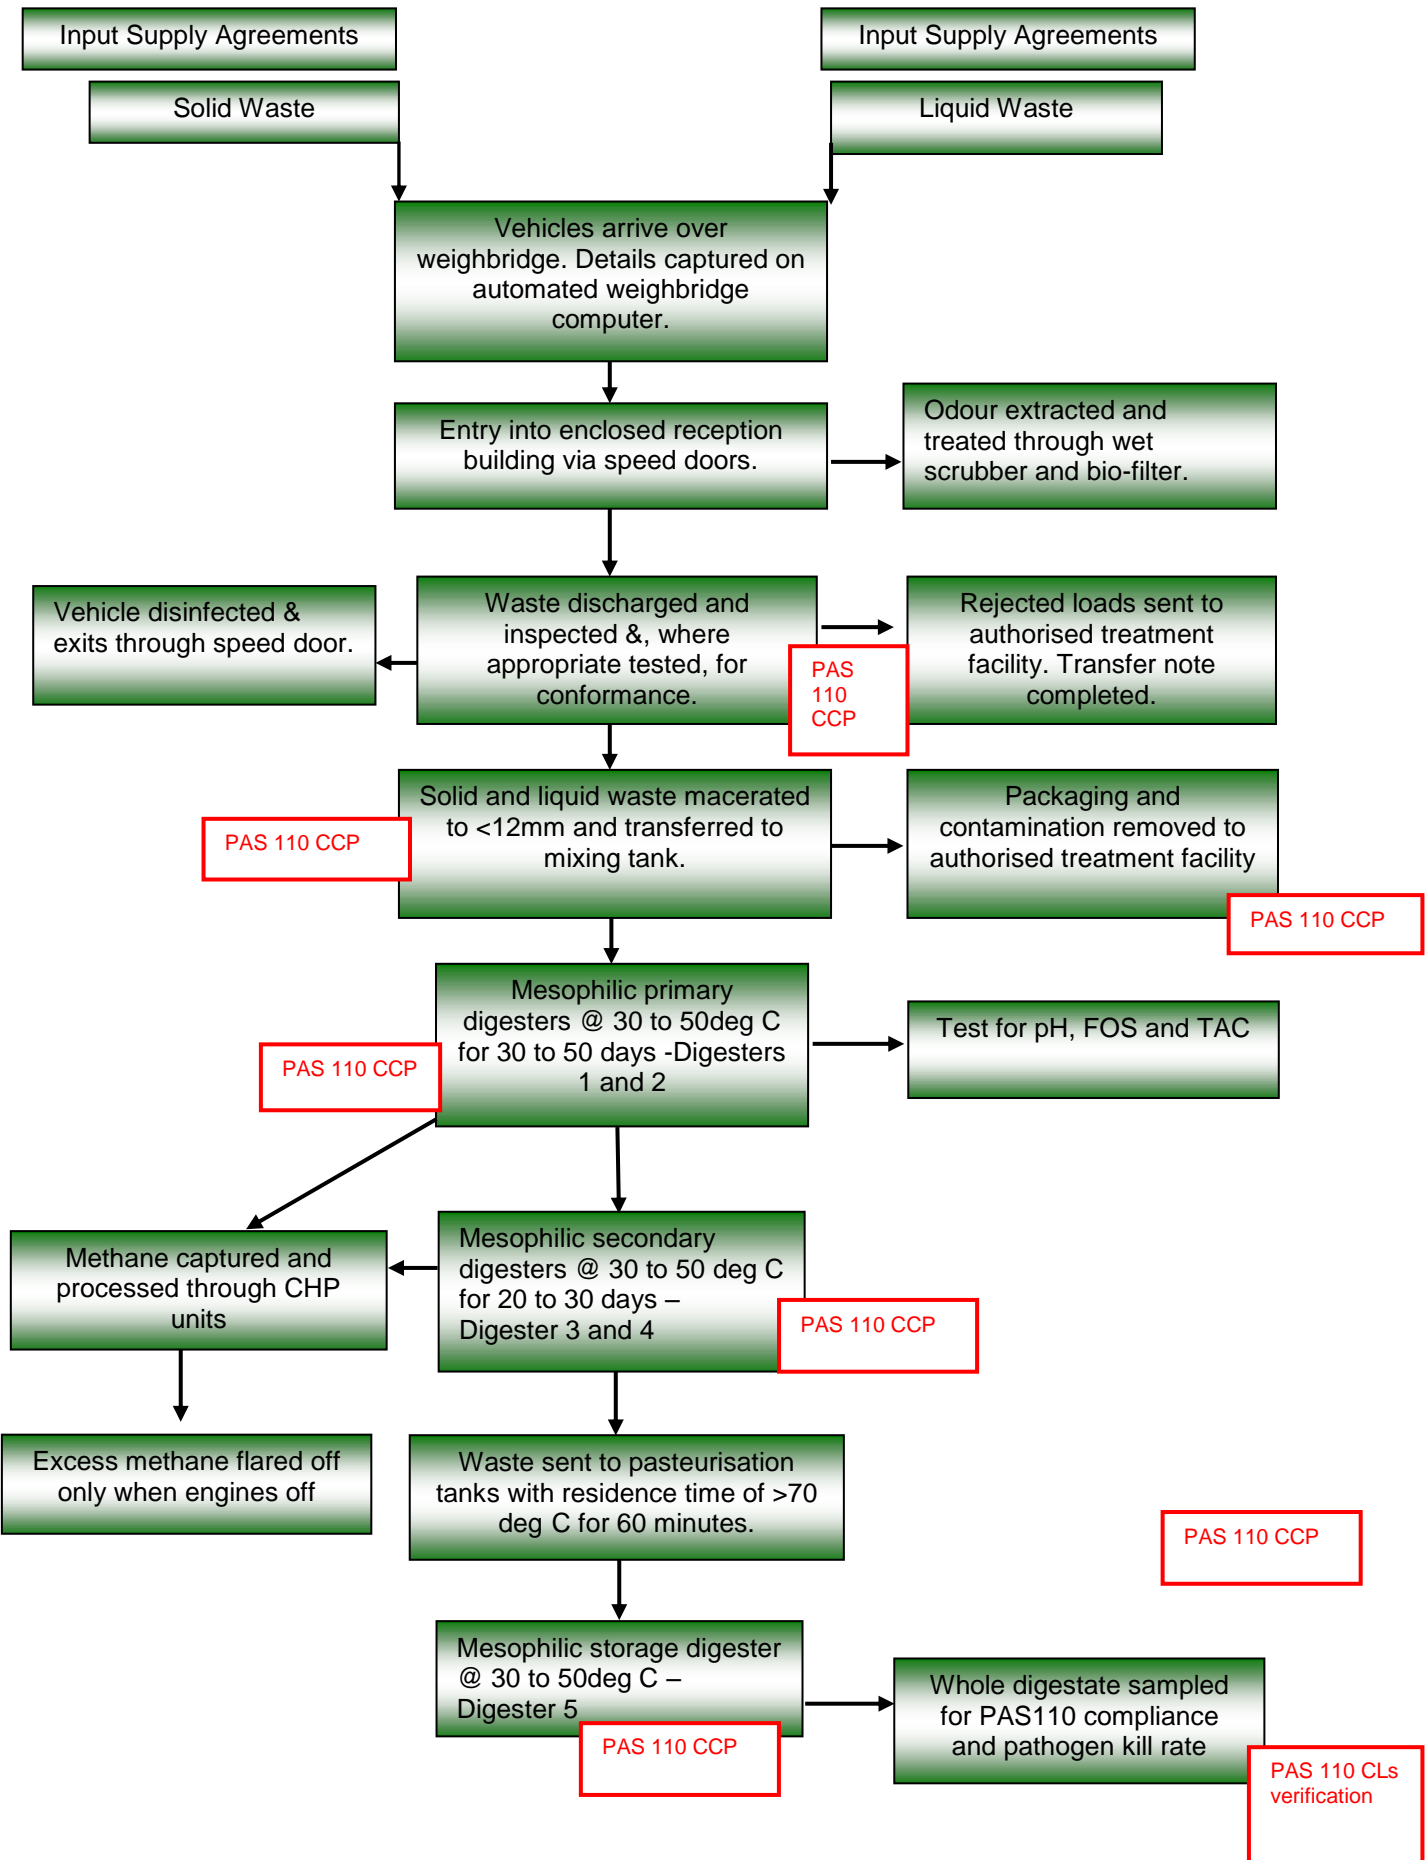 Input Supply Agreements
Input Supply Agreements
Solid Waste
Liquid Waste
Vehicles arrive over
weighbridge. Details captured on
automated weighbridge
computer.
Entry into enclosed reception
building via speed doors.
Odour extracted and
treated through wet
scrubber and bio-filter.
Vehicle disinfected &
exits through speed door.
Waste discharged and
inspected &, where
appropriate tested, for
conformance.
PAS
110
CCP
Rejected loads sent to
authorised treatment
facility. Transfer note
completed.
PAS 110 CCP
Solid and liquid waste macerated
to <12mm and transferred to
mixing tank.
Packaging and
contamination removed to
authorised treatment facility
PAS 110 CCP
PAS 110 CCP
Mesophilic primary
digesters @ 30 to 50deg C
for 30 to 50 days -Digesters
1 and 2
Test for pH, FOS and TAC
Methane captured and
processed through CHP
units
Mesophilic secondary
digesters @ 30 to 50 deg C
for 20 to 30 days –
Digester 3 and 4
PAS 110 CCP
Excess methane flared off
only when engines off
Waste sent to pasteurisation
tanks with residence time of >70
deg C for 60 minutes.
PAS 110 CCP
Mesophilic storage digester
@ 30 to 50deg C –
Digester 5
PAS 110 CCP
Whole digestate sampled
for PAS110 compliance
and pathogen kill rate
PAS 110 CLs
verification